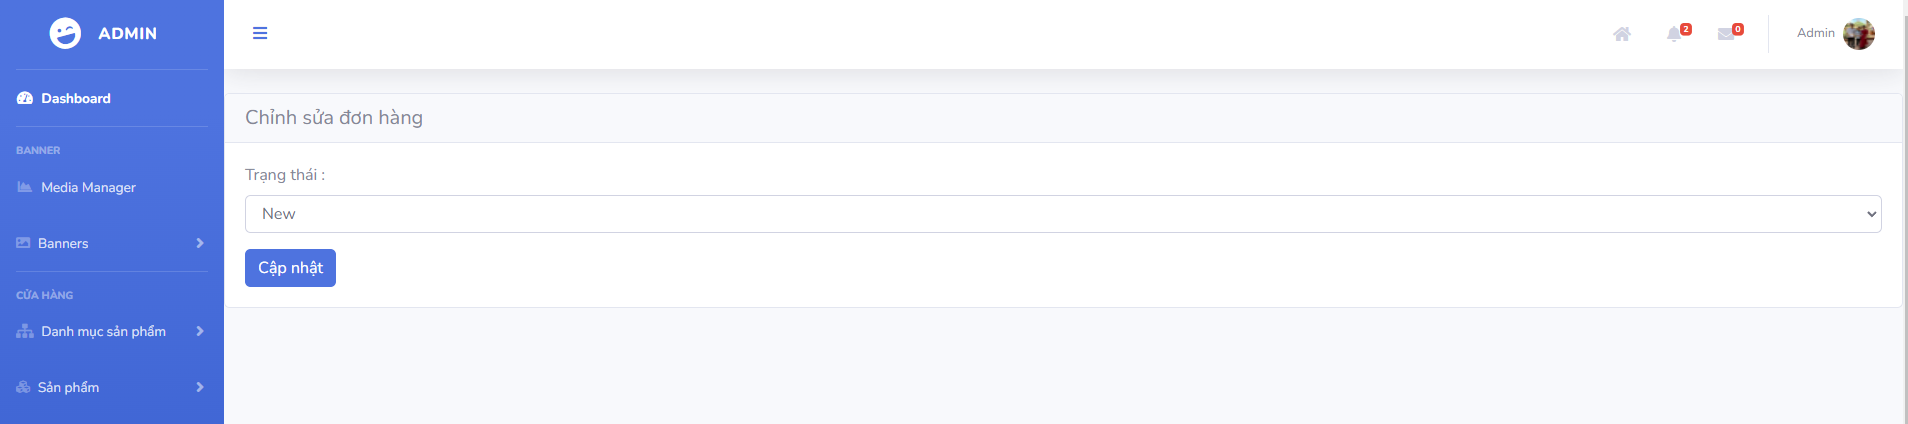 ADMIN
2
0
Admin
Dashboard
Chỉnh sửa đơn hàng
BANNER
Trạng thái :
Media Manager
New
Banners
Cập nhật
CỬA HÀNG
Danh mục sản phẩm
Sản phẩm